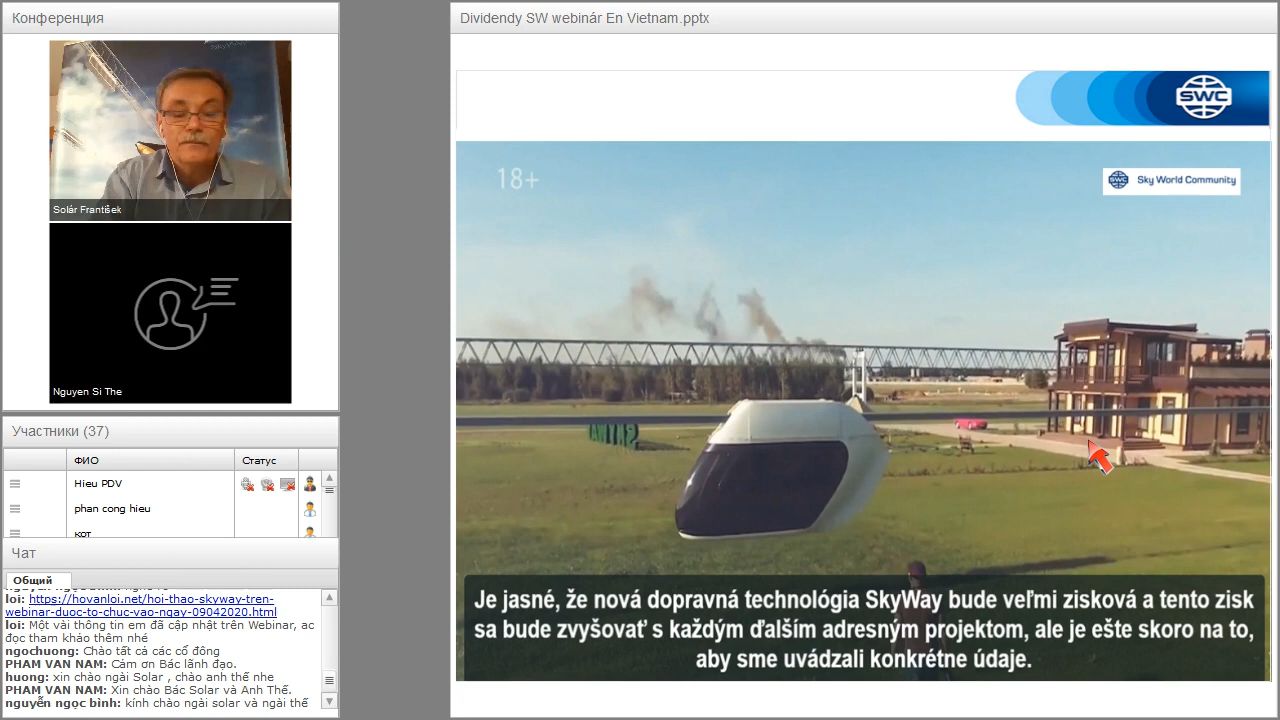 Конференция
Solár František
Nguyen Si The
Участники (37)
ФИО
Статус
Hieu PDV
phan cong hieu
кот
Чат
Общий
loi: https://hovanloi.net/hoi-thao-skyway-tren-
webinar-duoc-to-chuc-vao-ngay-09042020.html
loi: Một vài thông tin em đã cập nhật trên Webinar, ac
đọc tham khảo thêm nhé
ngochuong: Chào tất cả các cổ đông
PHAM VAN NAM: Cám ơn Bác lãnh đạo.
huong: xin chào ngài Solar , chào anh thế nhe
PHAM VAN NAM: Xin chào Bác Solar và Anh Thế.
nguyễn ngọc bình: kính chào ngài solar và ngài thế
Dividendy SW webinár En Vietnam.pptx
SWC
18+
SWC Sky World Community
Je jasné, že nová dopravná technológia SkyWay bude veľmi zisková a tento zisk
sa bude zvyšovať s každým ďalším adresným projektom, ale je ešte skoro na to,
aby sme uvádzali konkrétne údaje.